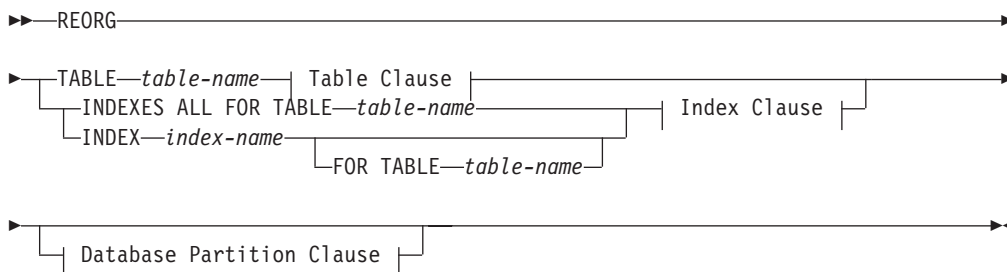 REORG
TABLE table-name Table Clause
INDEXES ALL FOR TABLE table-name Index Clause
INDEX index-name
FOR TABLE table-name
Database Partition Clause